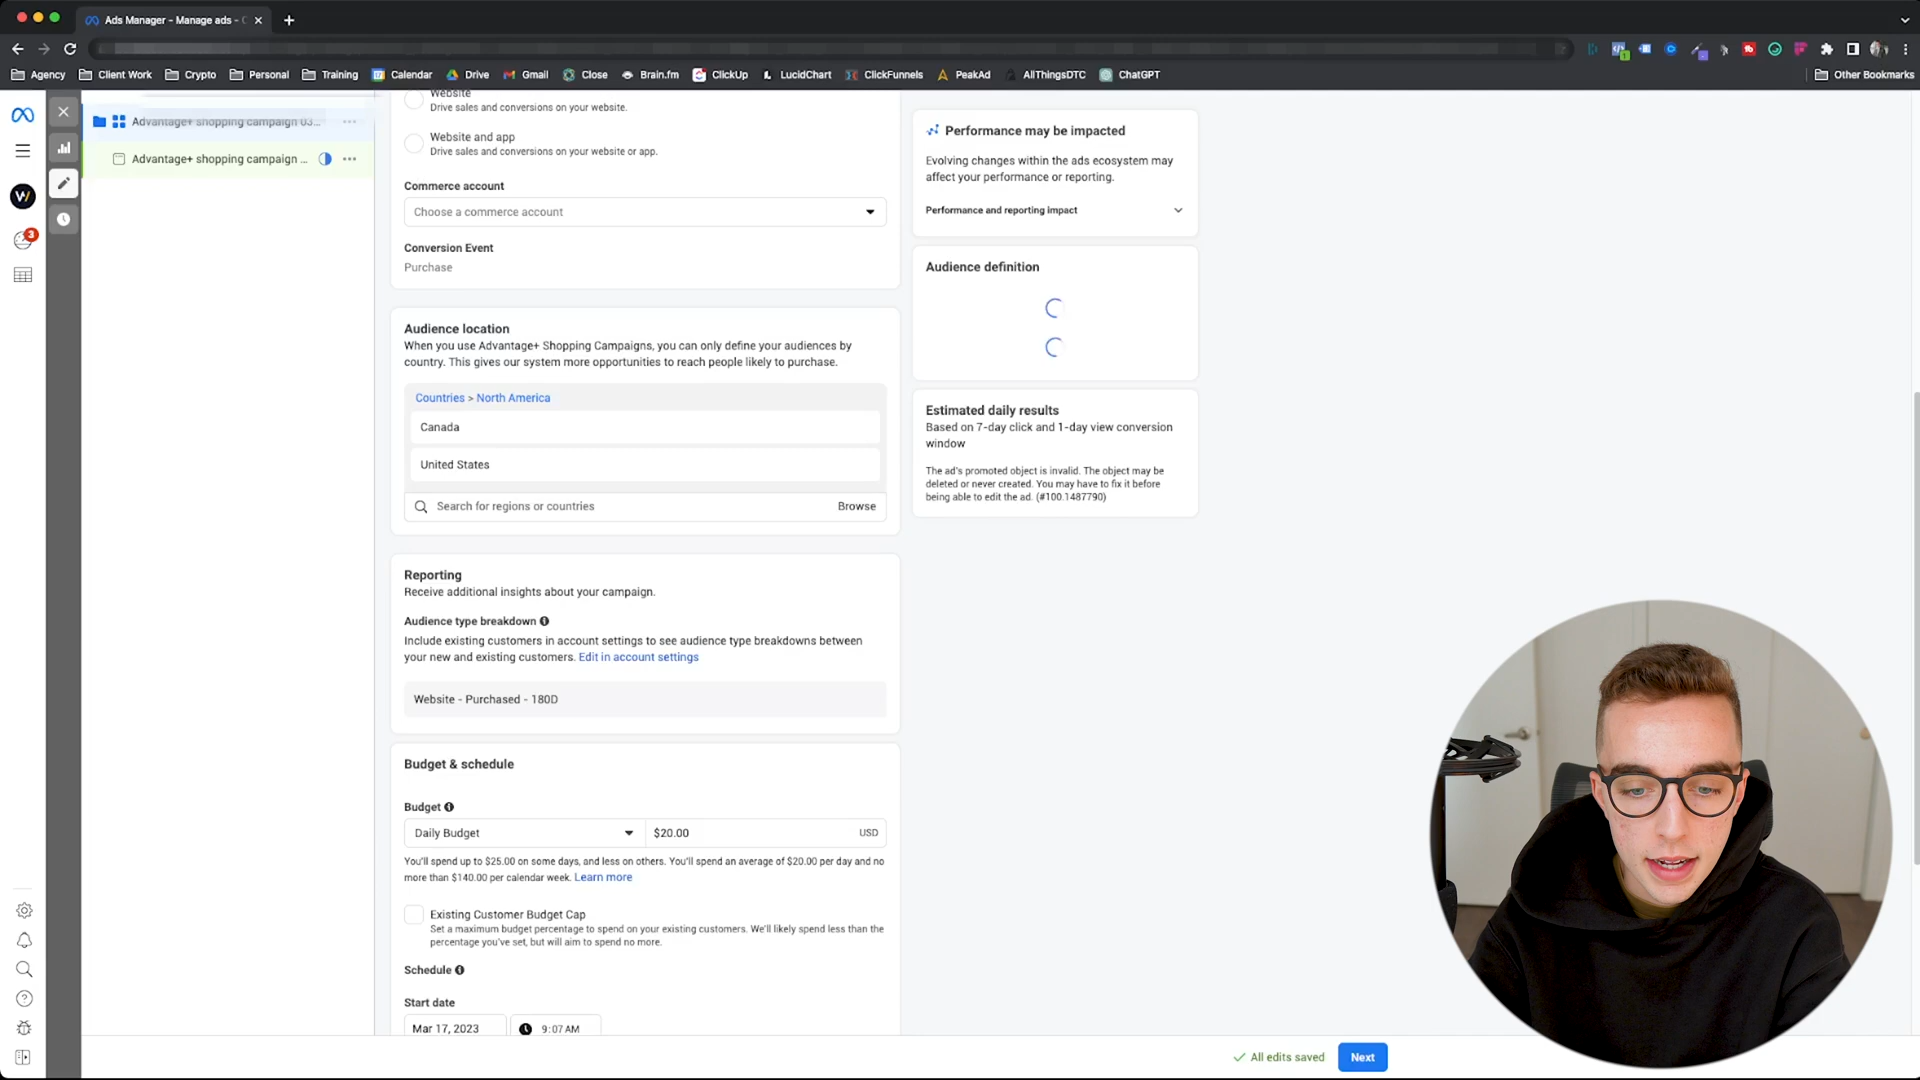 Ads Manager - Manage ads - C
Agency
Client Work
Crypto
Personal
Training
Calendar
Drive
Gmail
Close
Brain.fm
ClickUp
LucidChart
ClickFunnels
PeakAd
AllThingsDTC
ChatGPT
Other Bookmarks
Advantage+ shopping campaign 03...
Advantage+ shopping campaign ...
3
Website
Drive sales and conversions on your website.
Website and app
Drive sales and conversions on your website or app.
Commerce account
Choose a commerce account
Conversion Event
Purchase
Audience location
When you use Advantage+ Shopping Campaigns, you can only define your audiences by
country. This gives our system more opportunities to reach people likely to purchase.
Countries > North America
Canada
United States
Search for regions or countries
Browse
Reporting
Receive additional insights about your campaign.
Audience type breakdown
Include existing customers in account settings to see audience type breakdowns between
your new and existing customers. Edit in account settings
Website - Purchased - 180D
Budget & schedule
Budget
Daily Budget
$20.00
USD
You'll spend up to $25.00 on some days, and less on others. You'll spend an average of $20.00 per day and no
more than $140.00 per calendar week. Learn more
Existing Customer Budget Cap
Set a maximum budget percentage to spend on your existing customers. We'll likely spend less than the
percentage you've set, but will aim to spend no more.
Schedule
Start date
Mar 17, 2023
9:07 AM
Performance may be impacted
Evolving changes within the ads ecosystem may
affect your performance or reporting.
Performance and reporting impact
Audience definition
Estimated daily results
Based on 7-day click and 1-day view conversion
window
The ad's promoted object is invalid. The object may be
deleted or never created. You may have to fix it before
being able to edit the ad. (#100.1487790)
All edits saved
Next